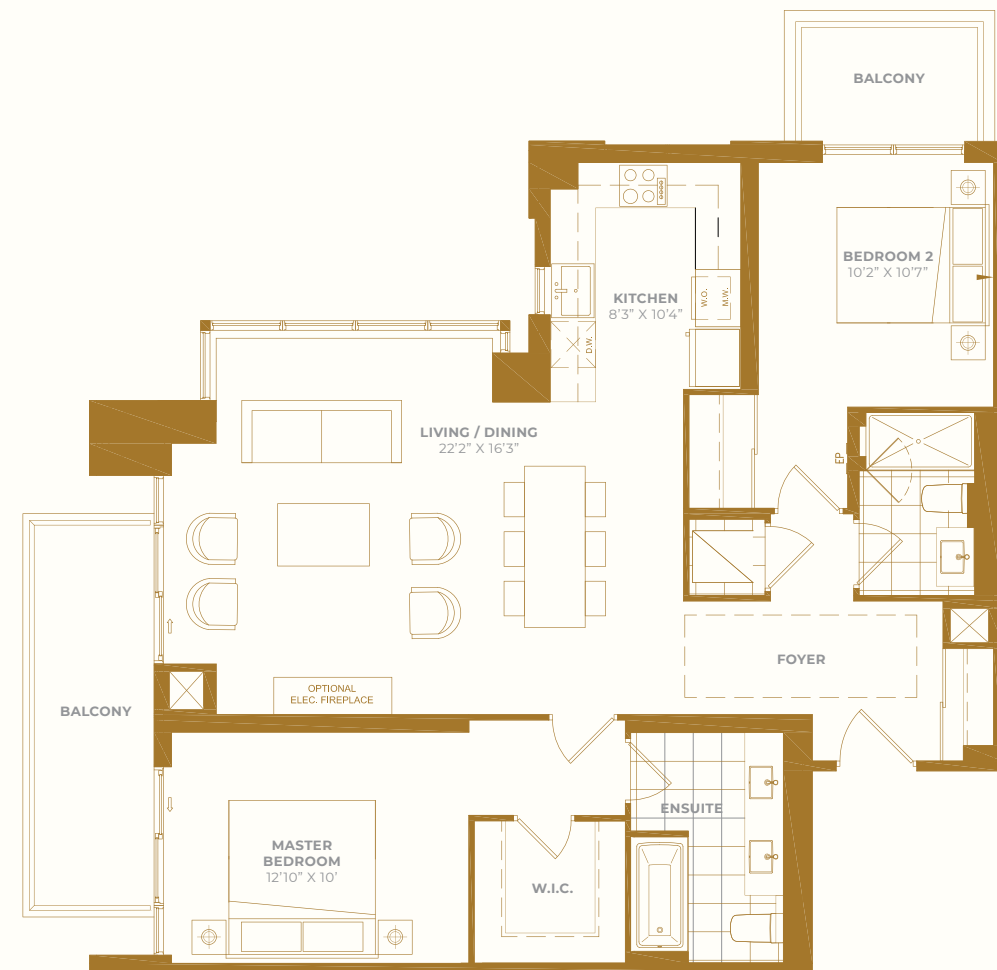 BALCONY
BEDROOM 2
10'2” X 10'7”
KITCHEN
8'3” X 10'4”
W.O.
M.W.
D.W.
LIVING / DINING
22'2” X 16'3”
EP
FOYER
OPTIONAL
ELEC. FIREPLACE
BALCONY
ENSUITE
MASTER
BEDROOM
12'10” X 10'
W.I.C.